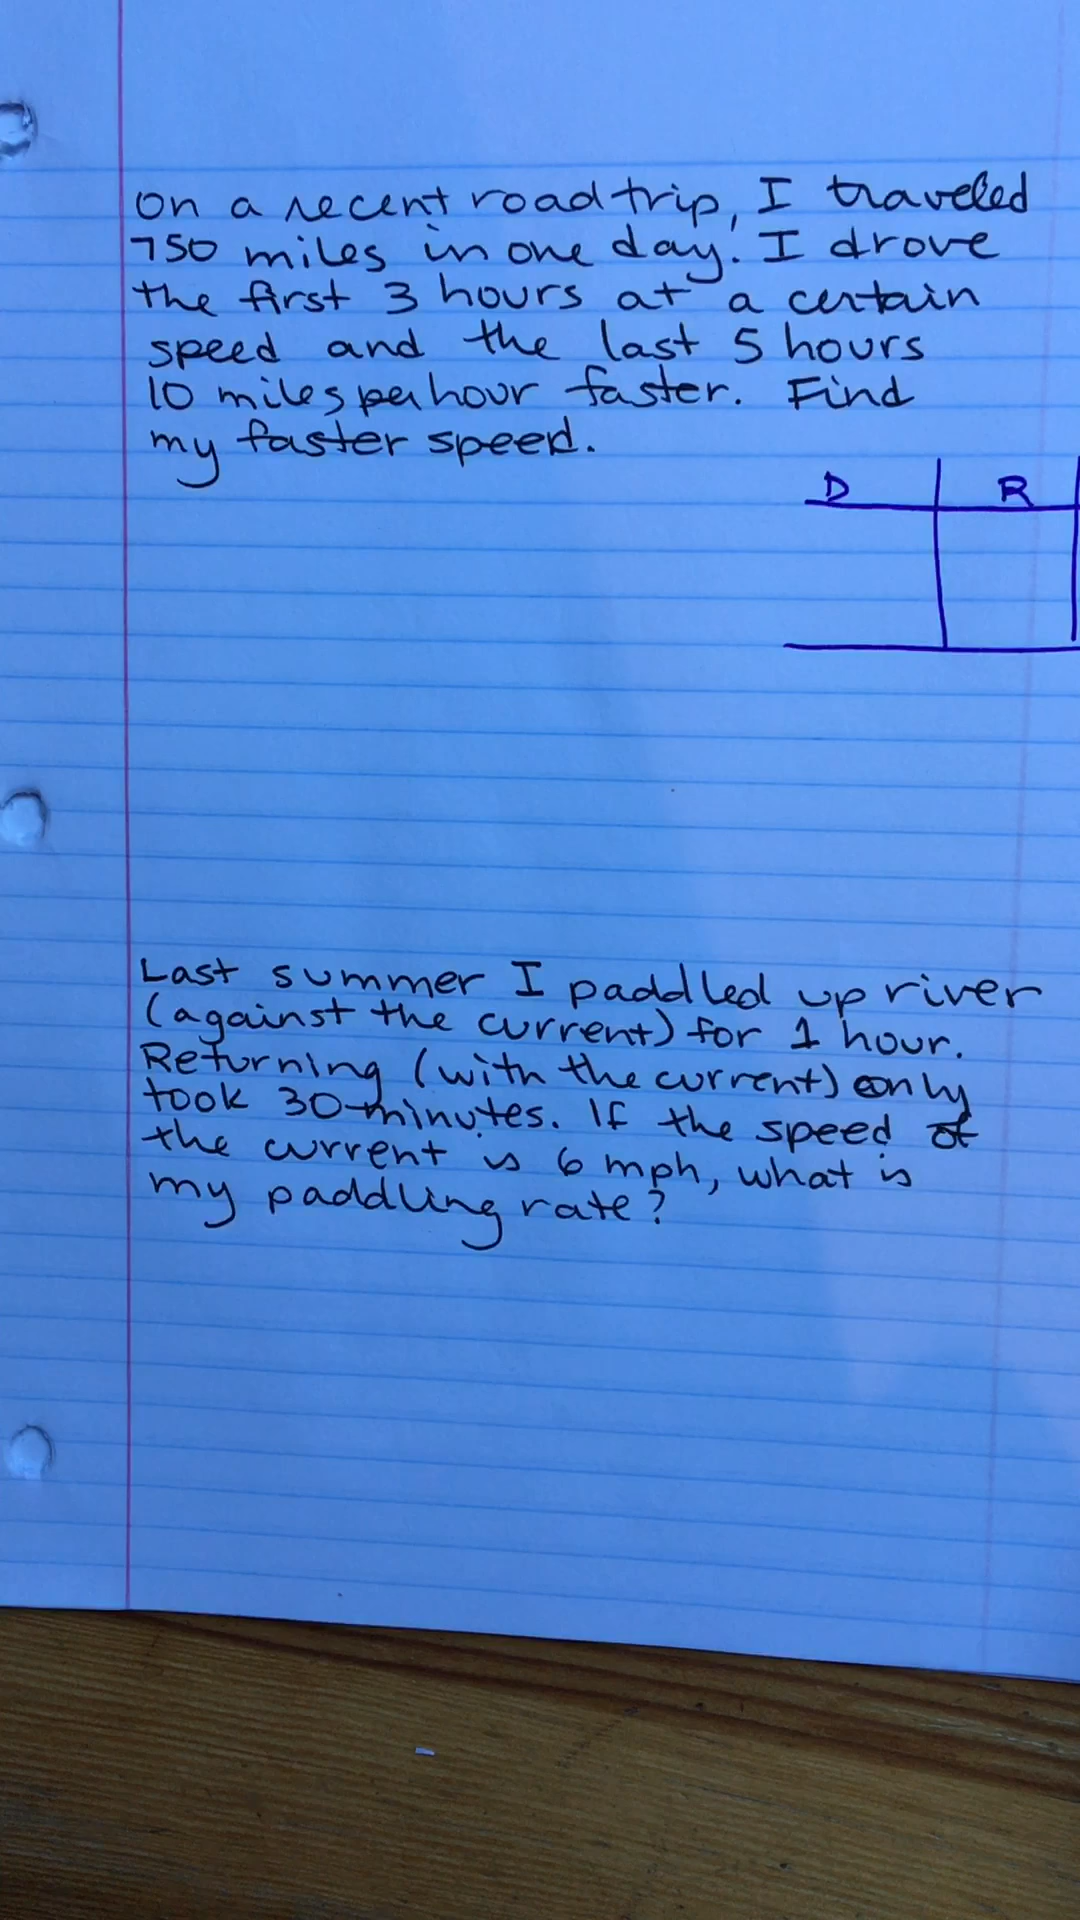 On a recent road trip, I traveled
750 miles in one day. I drove
the first 3 hours at a certain
speed and the last 5 hours
10 miles per hour faster. Find
my faster speed.
D R
Last summer I paddled up river
(against the current) for 1 hour.
Returning (with the current) only
took 30 minutes. If the speed of
the current is 6 mph, what is
my paddling rate?